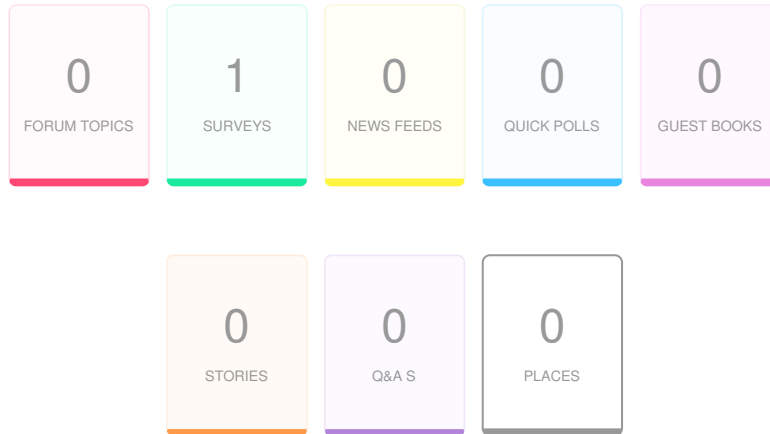 0 1 0 0 0
FORUM TOPICS SURVEYS NEWS FEEDS QUICK POLLS GUEST BOOKS
0 0 0
STORIES Q&A S PLACES